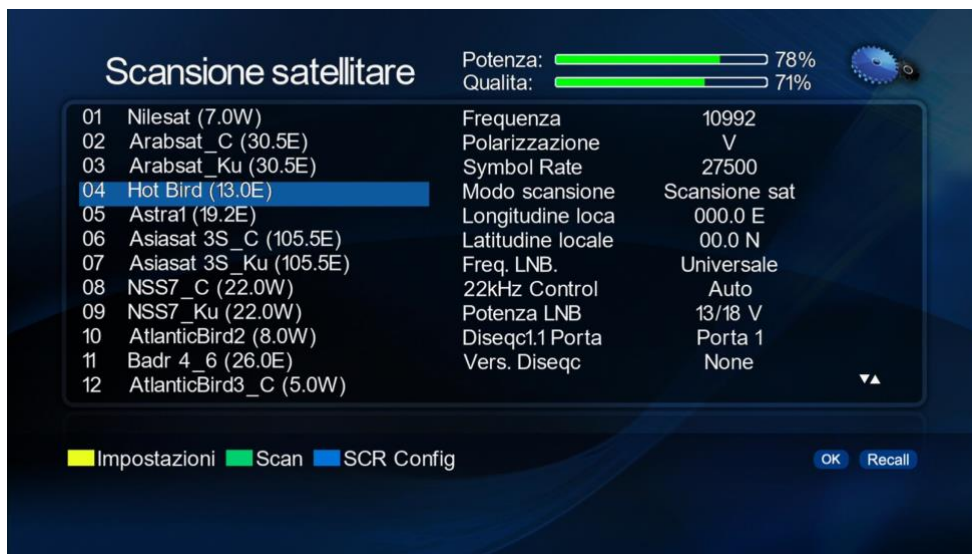 Scansione satellitare
Potenza: 78%
Qualita: 71%
01 Nilesat (7.0W)
02 Arabsat_C (30.5E)
03 Arabsat_Ku (30.5E)
04 Hot Bird (13.0E)
05 Astra1 (19.2E)
06 Asiasat 3S_C (105.5E)
07 Asiasat 3S_Ku (105.5E)
08 NSS7_C (22.0W)
09 NSS7_Ku (22.0W)
10 AtlanticBird2 (8.0W)
11 Badr 4_6 (26.0E)
12 AtlanticBird3_C (5.0W)
Frequenza 10992
Polarizzazione V
Symbol Rate 27500
Modo scansione Scansione sat
Longitudine loca 000.0 E
Latitudine locale 00.0 N
Freq. LNB. Universale
22kHz Control Auto
Potenza LNB 13/18 V
Diseqc1.1 Porta Porta 1
Vers. Diseqc None
Impostazioni Scan SCR Config
OK Recall